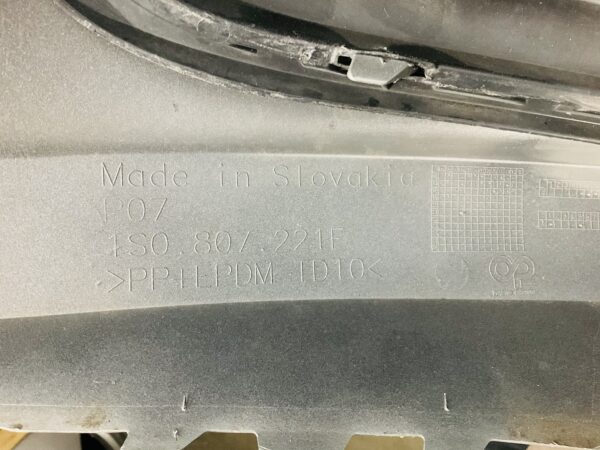 Made in Slovakia
P07
1S0.807.221F
>PP+EPDM-TD10<